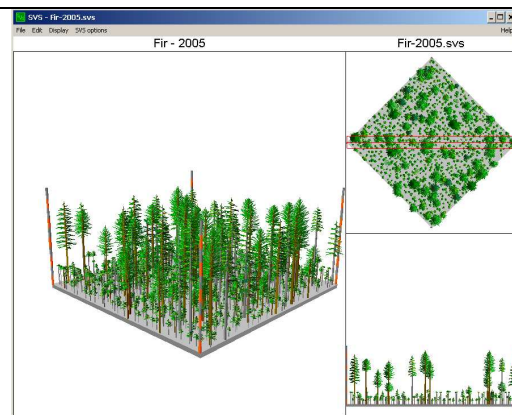 SVS - Fir-2005.svs
File Edit Display SVS options Help
Fir - 2005
Fir-2005.svs